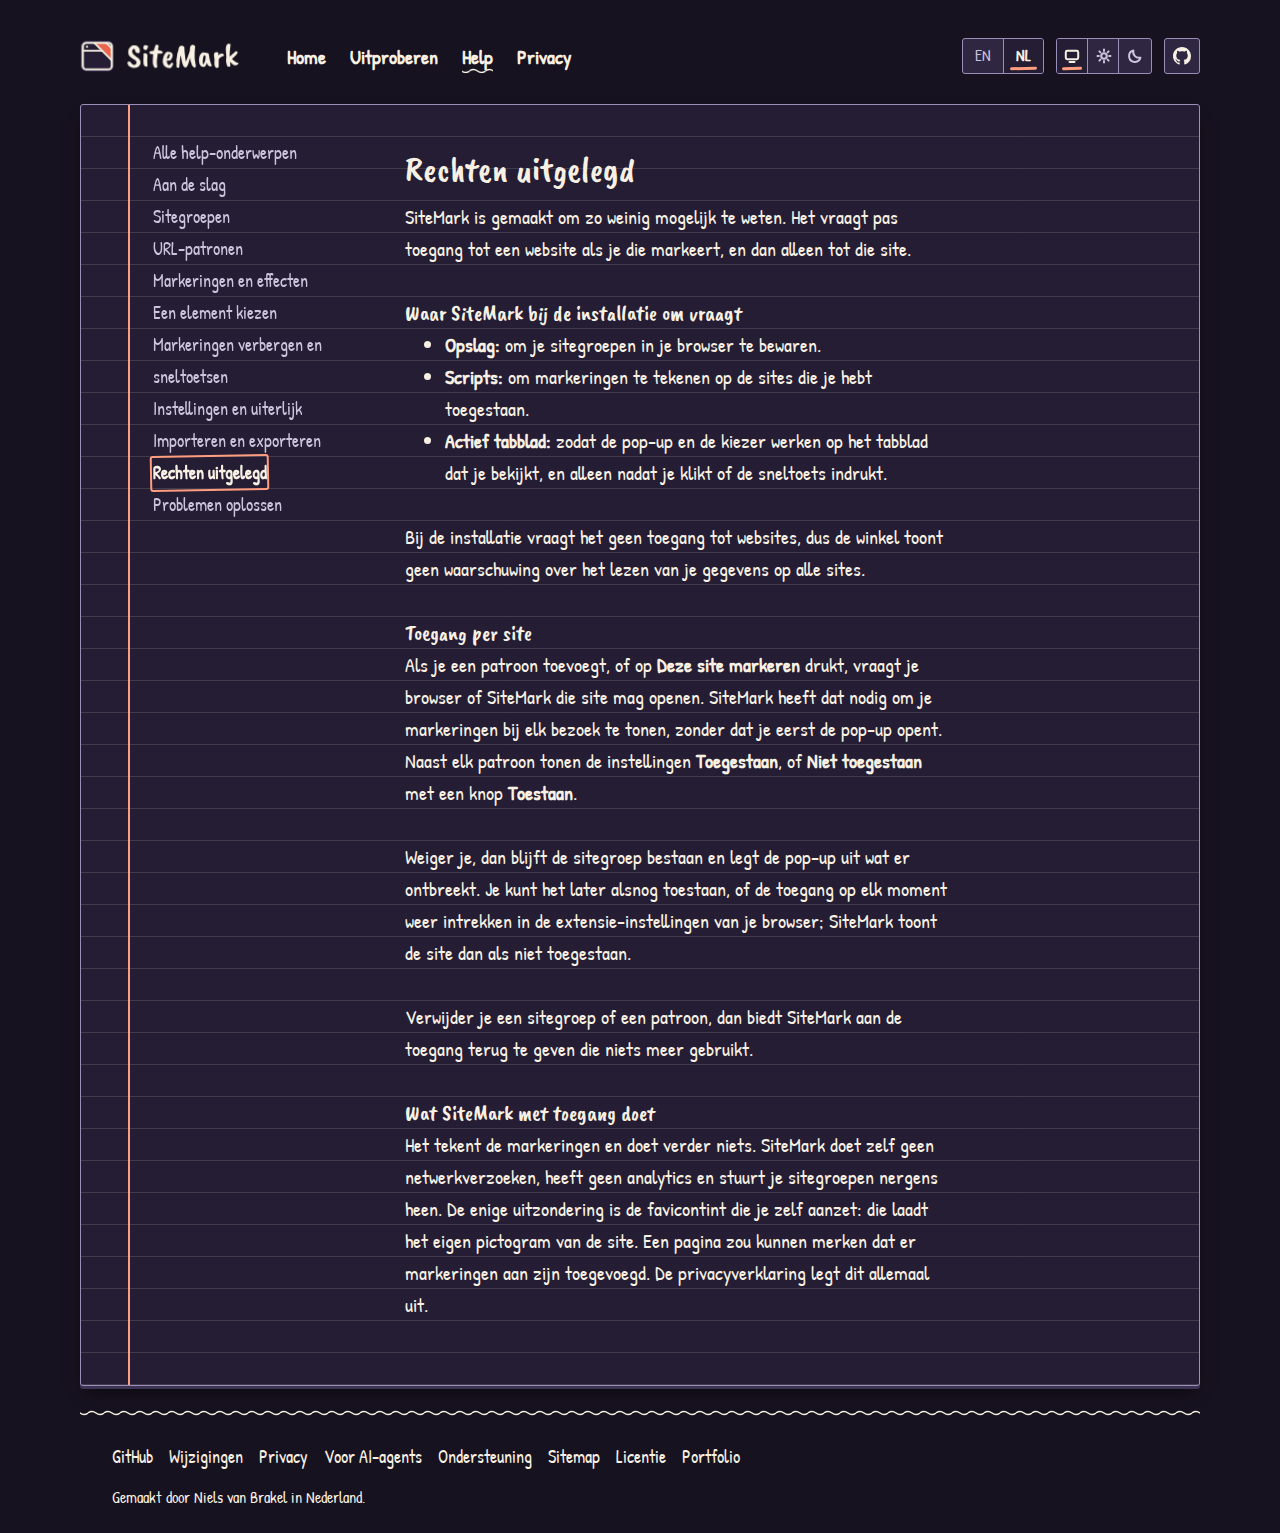 SiteMark
Home
Uitproberen
Help
Privacy
EN
NL
Alle help-onderwerpen
Aan de slag
Sitegroepen
URL-patronen
Markeringen en effecten
Een element kiezen
Markeringen verbergen en
sneltoetsen
Instellingen en uiterlijk
Importeren en exporteren
Rechten uitgelegd
Problemen oplossen
Rechten uitgelegd
SiteMark is gemaakt om zo weinig mogelijk te weten. Het vraagt pas
toegang tot een website als je die markeert, en dan alleen tot die site.
Waar SiteMark bij de installatie om vraagt
Opslag: om je sitegroepen in je browser te bewaren.
Scripts: om markeringen te tekenen op de sites die je hebt
toegestaan.
Actief tabblad: zodat de pop-up en de kiezer werken op het tabblad
dat je bekijkt, en alleen nadat je klikt of de sneltoets indrukt.
Bij de installatie vraagt het geen toegang tot websites, dus de winkel toont
geen waarschuwing over het lezen van je gegevens op alle sites.
Toegang per site
Als je een patroon toevoegt, of op Deze site markeren drukt, vraagt je
browser of SiteMark die site mag openen. SiteMark heeft dat nodig om je
markeringen bij elk bezoek te tonen, zonder dat je eerst de pop-up opent.
Naast elk patroon tonen de instellingen Toegestaan, of Niet toegestaan
met een knop Toestaan.
Weiger je, dan blijft de sitegroep bestaan en legt de pop-up uit wat er
ontbreekt. Je kunt het later alsnog toestaan, of de toegang op elk moment
weer intrekken in de extensie-instellingen van je browser; SiteMark toont
de site dan als niet toegestaan.
Verwijder je een sitegroep of een patroon, dan biedt SiteMark aan de
toegang terug te geven die niets meer gebruikt.
Wat SiteMark met toegang doet
Het tekent de markeringen en doet verder niets. SiteMark doet zelf geen
netwerkverzoeken, heeft geen analytics en stuurt je sitegroepen nergens
heen. De enige uitzondering is de favicontint die je zelf aanzet: die laadt
het eigen pictogram van de site. Een pagina zou kunnen merken dat er
markeringen aan zijn toegevoegd. De privacyverklaring legt dit allemaal
uit.
GitHub
Wijzigingen
Privacy
Voor AI-agents
Ondersteuning
Sitemap
Licentie
Portfolio
Gemaakt door Niels van Brakel in Nederland.